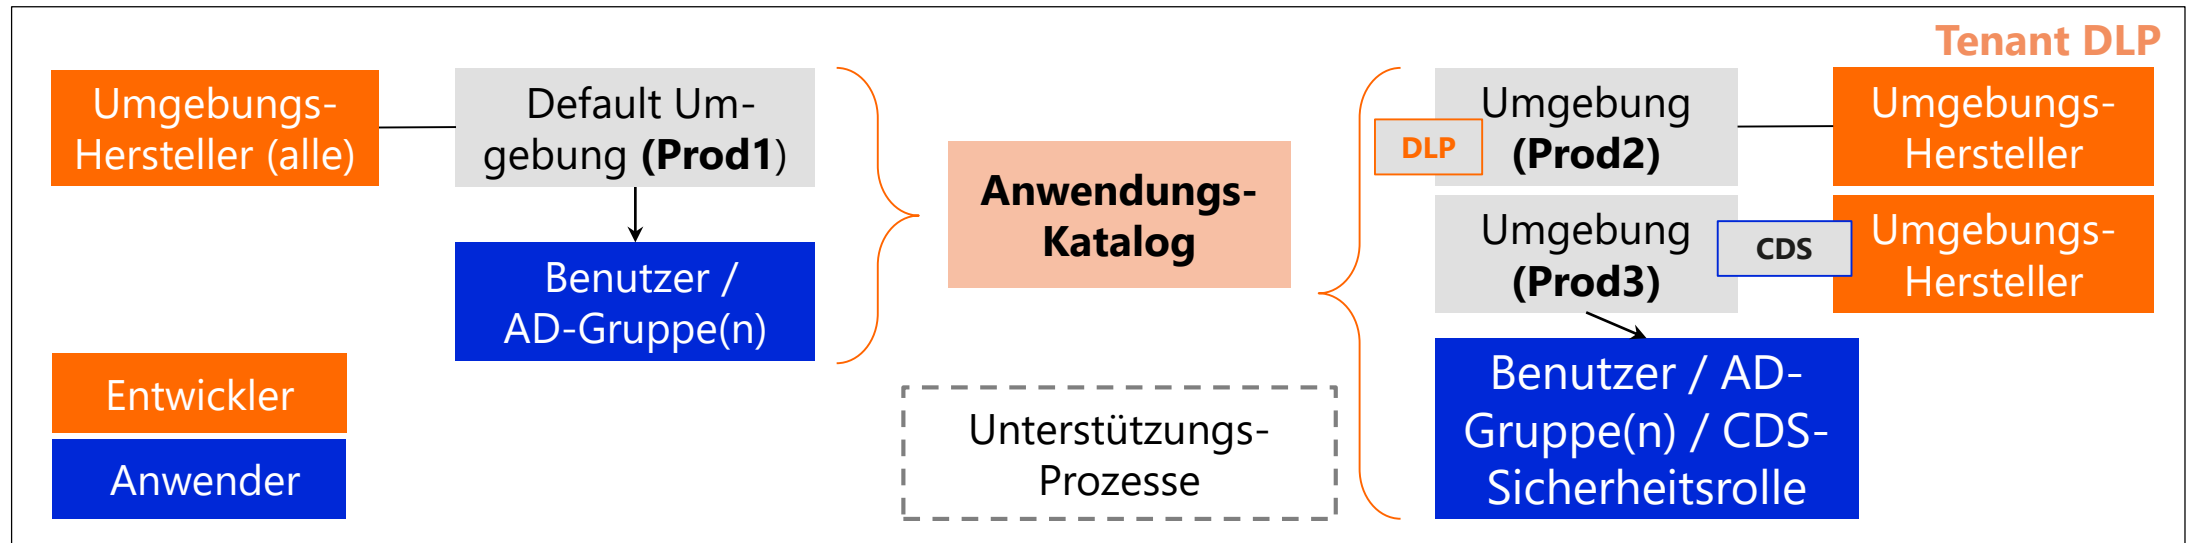 Tenant DLP
Umgebungs-
Hersteller (alle)
Default Um-
gebung (Prod1)
Benutzer /
AD-Gruppe(n)
Entwickler
Anwender
Anwendungs-
Katalog
Unterstützungs-
Prozesse
Umgebung
(Prod2)
DLP
Umgebungs-
Hersteller
Umgebung
(Prod3)
CDS
Umgebungs-
Hersteller
Benutzer / AD-
Gruppe(n) / CDS-
Sicherheitsrolle